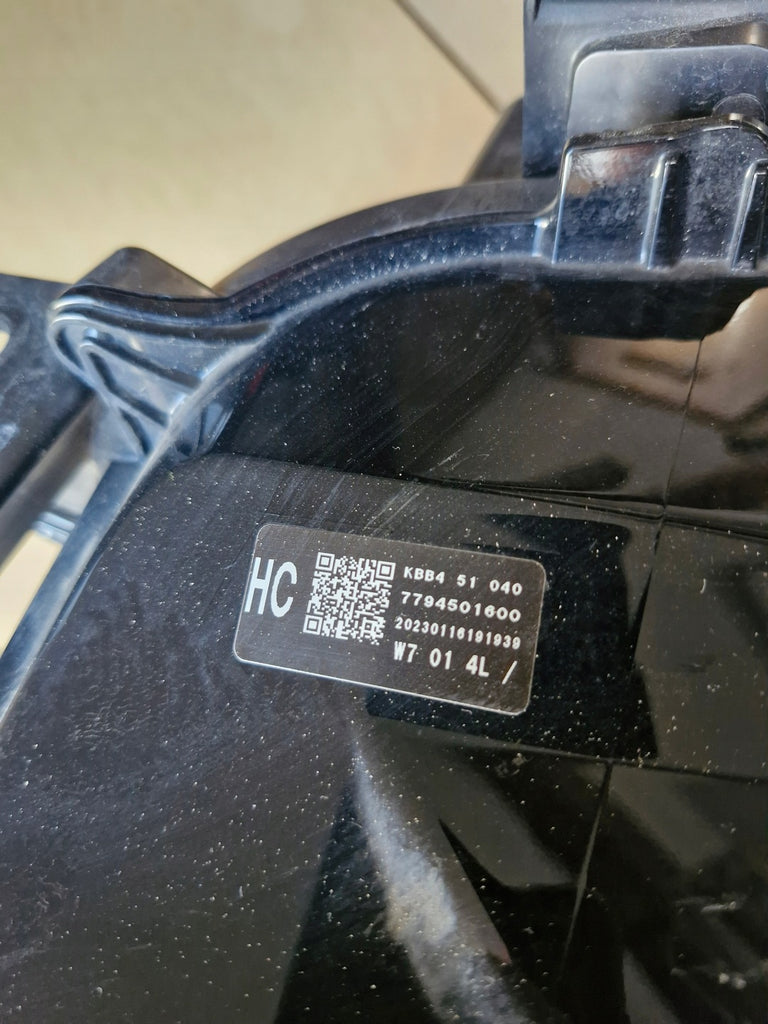 HC
KBB4 51 040
7794501600
20230116191939
W7 01 4L /